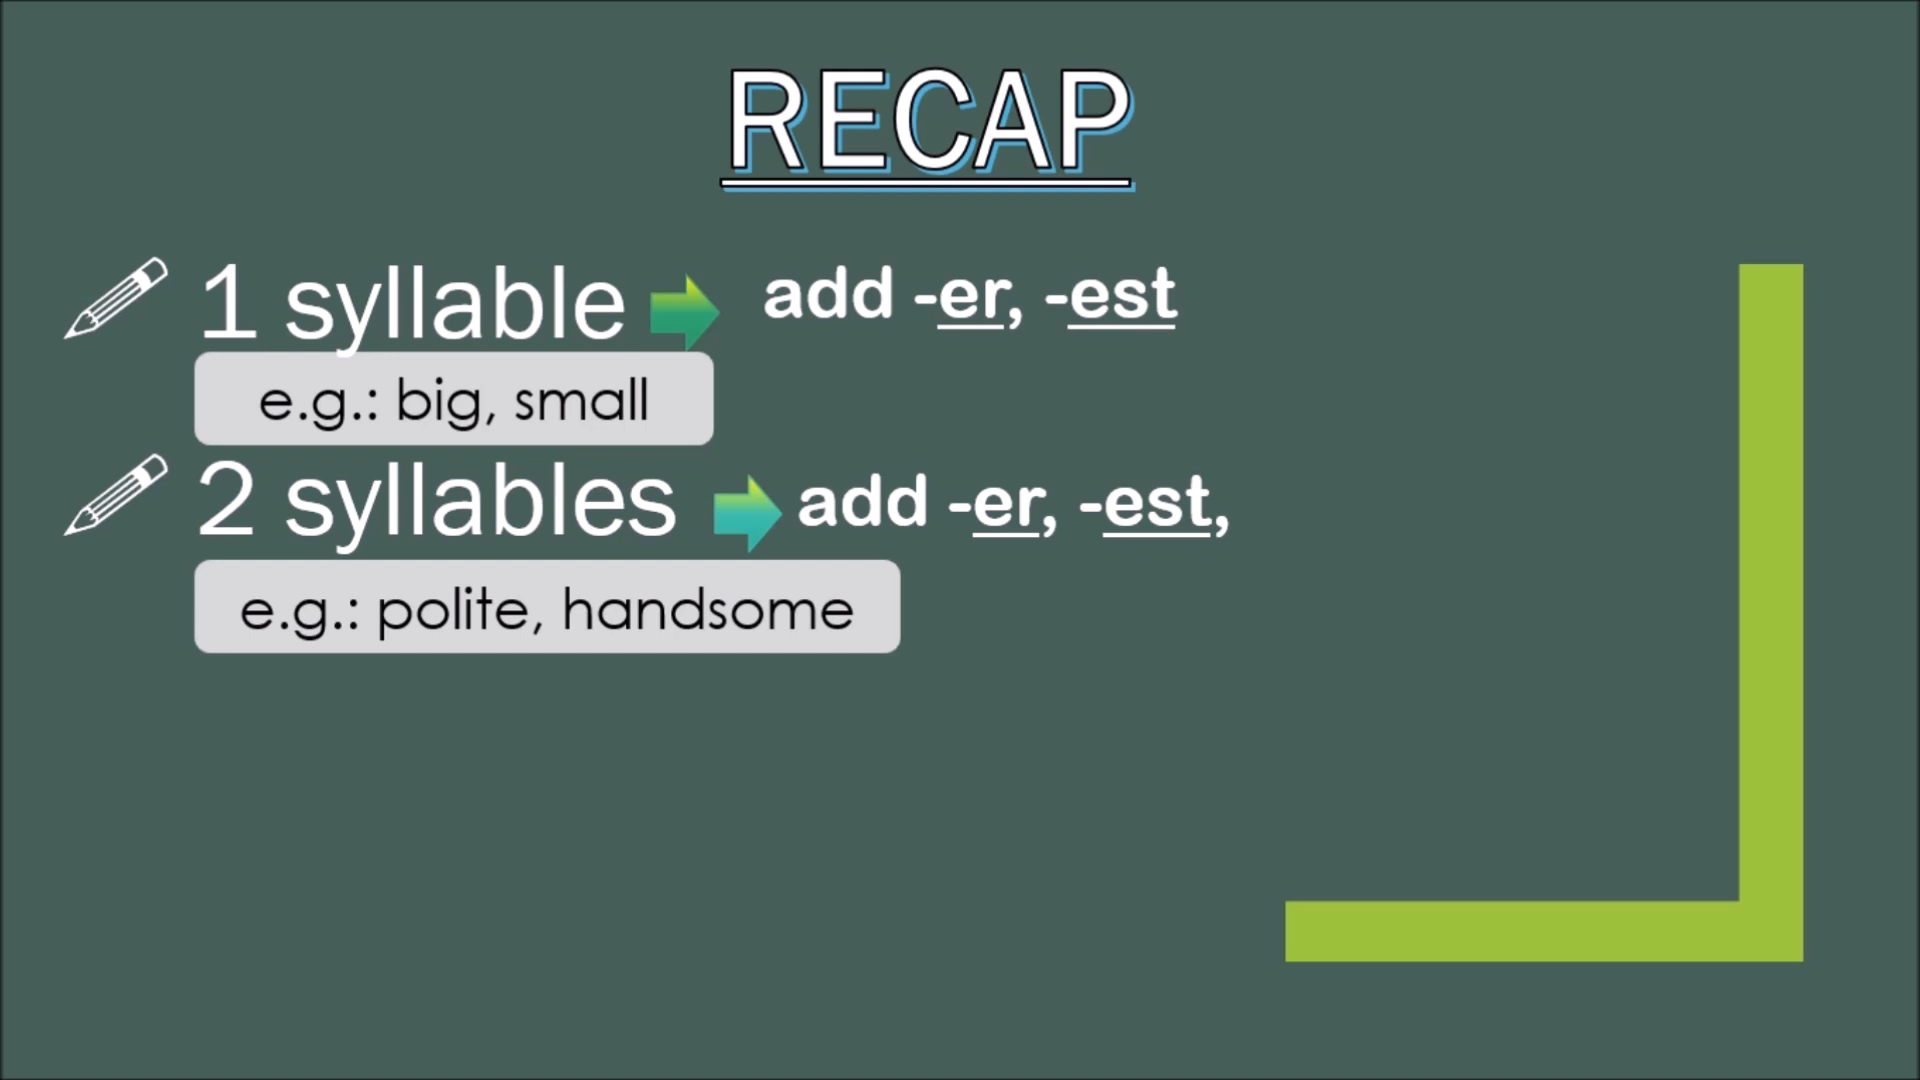 RECAP
1 syllable add -er, -est
e.g.: big, small
2 syllables add -er, -est,
e.g.: polite, handsome